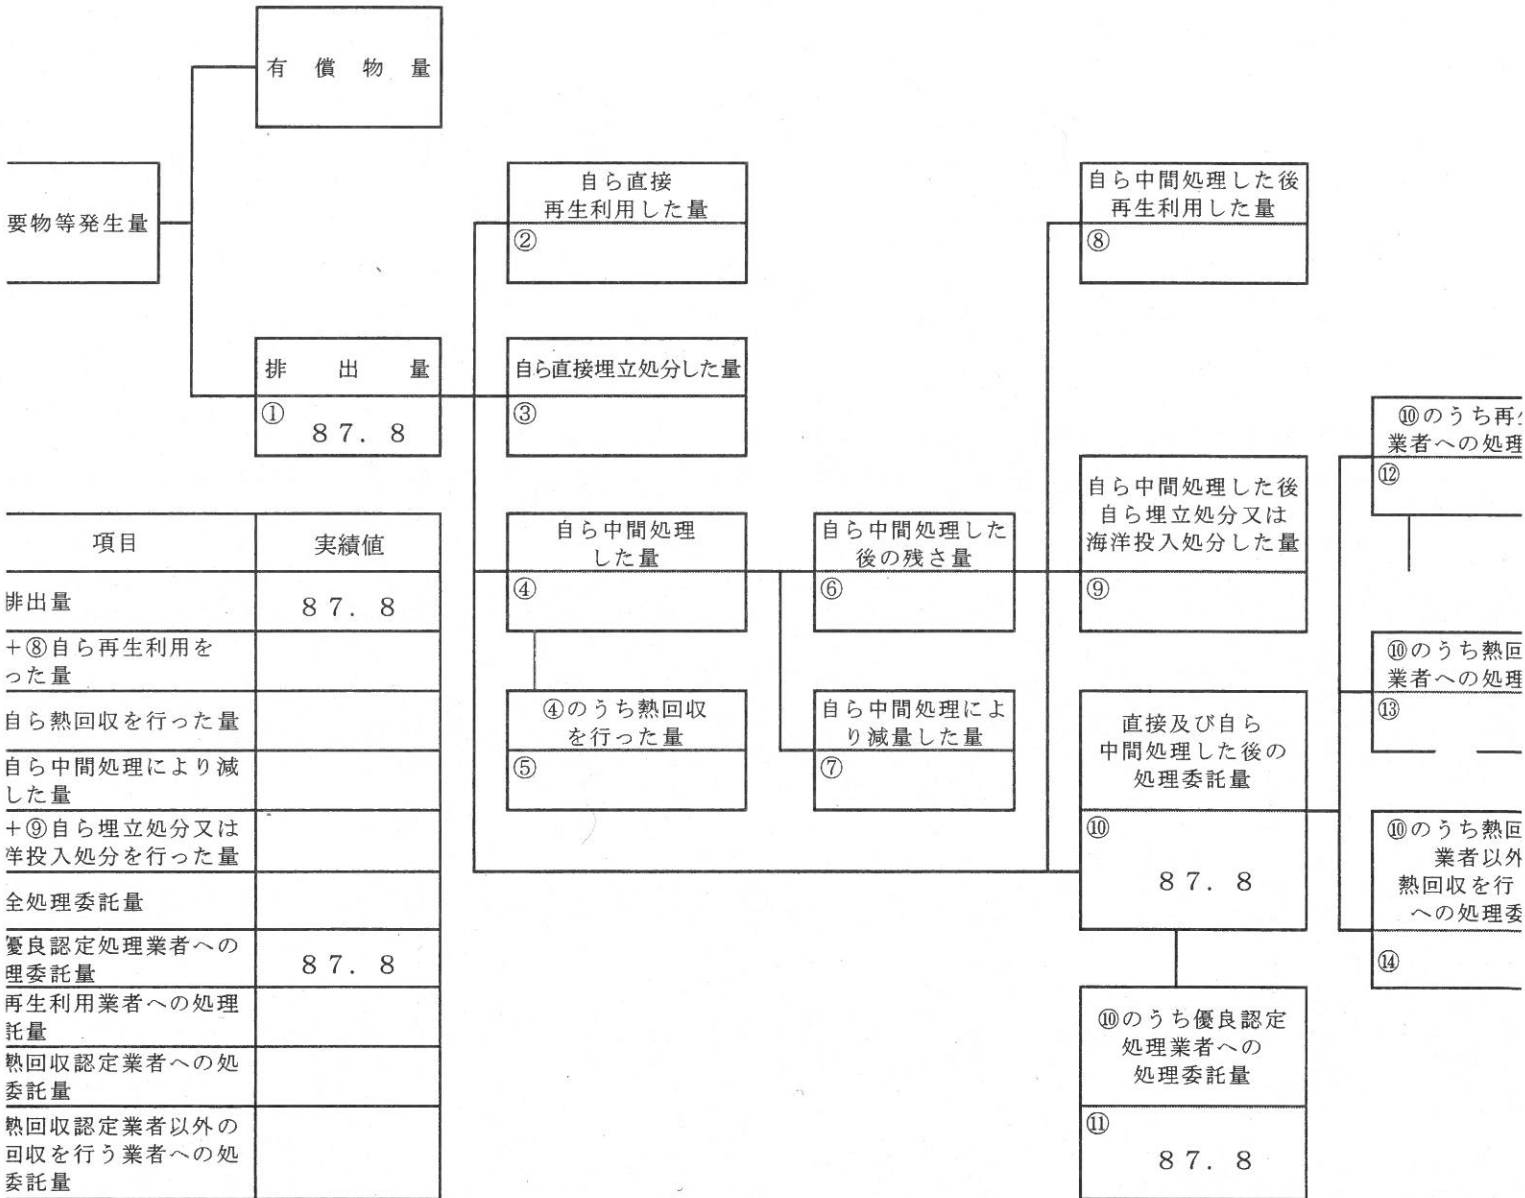 有償物量
要物等発生量
自ら直接
再生利用した量
②
自ら中間処理した後
再生利用した量
⑧
排出量
①
87.8
自ら直接埋立処分した量
③
⑩のうち再
業者への処理
⑫
自ら中間処理した後
自ら埋立処分又は
海洋投入処分した量
⑨
自ら中間処理
した量
④
自ら中間処理した
後の残さ量
⑥
④のうち熱回収
を行った量
⑤
自ら中間処理によ
り減量した量
⑦
⑩のうち熱回
業者への処理
⑬
直接及び自ら
中間処理した後の
処理委託量
⑩
87.8
⑩のうち熱回
業者以外
熱回収を行
への処理委
⑭
⑩のうち優良認定
処理業者への
処理委託量
⑪
87.8
項目 実績値
排出量 87.8
+⑧自ら再生利用を
った量
自ら熱回収を行った量
自ら中間処理により減
した量
+⑨自ら埋立処分又は
洋投入処分を行った量
全処理委託量
優良認定処理業者への
理委託量 87.8
再生利用業者への処理
託量
熱回収認定業者への処
委託量
熱回収認定業者以外の
回収を行う業者への処
委託量